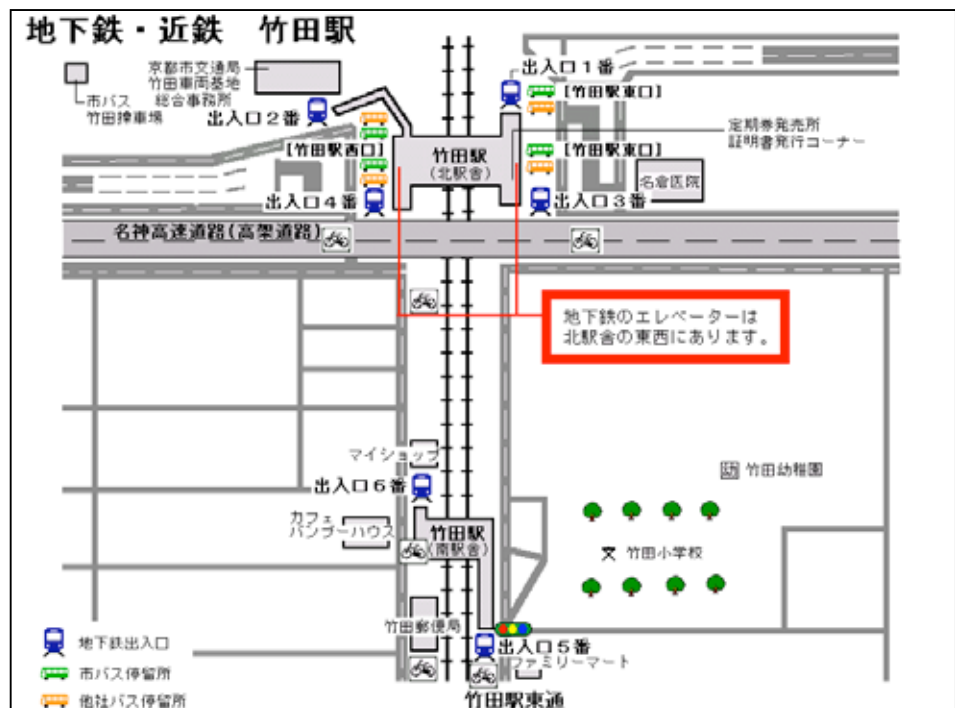 地下鉄・近鉄　竹田駅
京都市交通局
竹田車両基地
総合事務所
市バス
竹田操車場
出入口2番
出入口1番
[竹田駅東口]
定期券発売所
証明書発行コーナー
[竹田駅西口]
竹田駅
(北駅舎)
[竹田駅東口]
名倉医院
出入口4番
出入口3番
名神高速道路(高架道路)
地下鉄のエレベーターは
北駅舎の東西にあります。
マイショップ
出入口6番
幼 竹田幼稚園
カフェ
バンブーハウス
竹田駅
(南駅舎)
文 竹田小学校
竹田郵便局
出入口5番
ファミリーマート
竹田駅東通
地下鉄出入口
市バス停留所
他社バス停留所